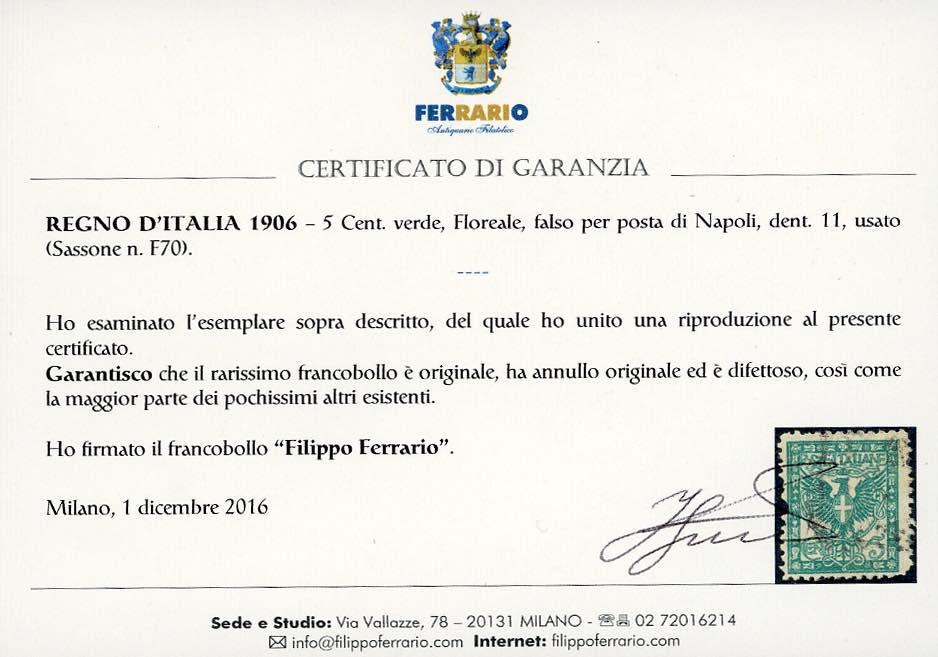 FERRARIO
Antiquario Filatelico
CERTIFICATO DI GARANZIA
REGNO D'ITALIA 1906 – 5 Cent. verde, Floreale, falso per posta di Napoli, dent. 11, usato
(Sassone n. F70).
----
Ho esaminato l'esemplare sopra descritto, del quale ho unito una riproduzione al presente
certificato.
Garantisco che il rarissimo francobollo è originale, ha annullo originale ed è difettoso, così come
la maggior parte dei pochissimi altri esistenti.
Ho firmato il francobollo "Filippo Ferrario".
Milano, 1 dicembre 2016
Sede e Studio: Via Vallazze, 78 – 20131 MILANO - 02 72016214
info@filippoferrario.com Internet: filippoferrario.com